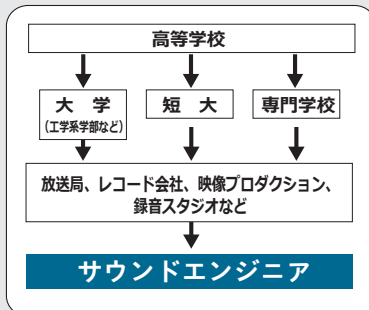 高等学校
大 学
(工学系学部など)
短 大
専門学校
放送局、レコード会社、映像プロダクション、
録音スタジオなど
サウンドエンジニア